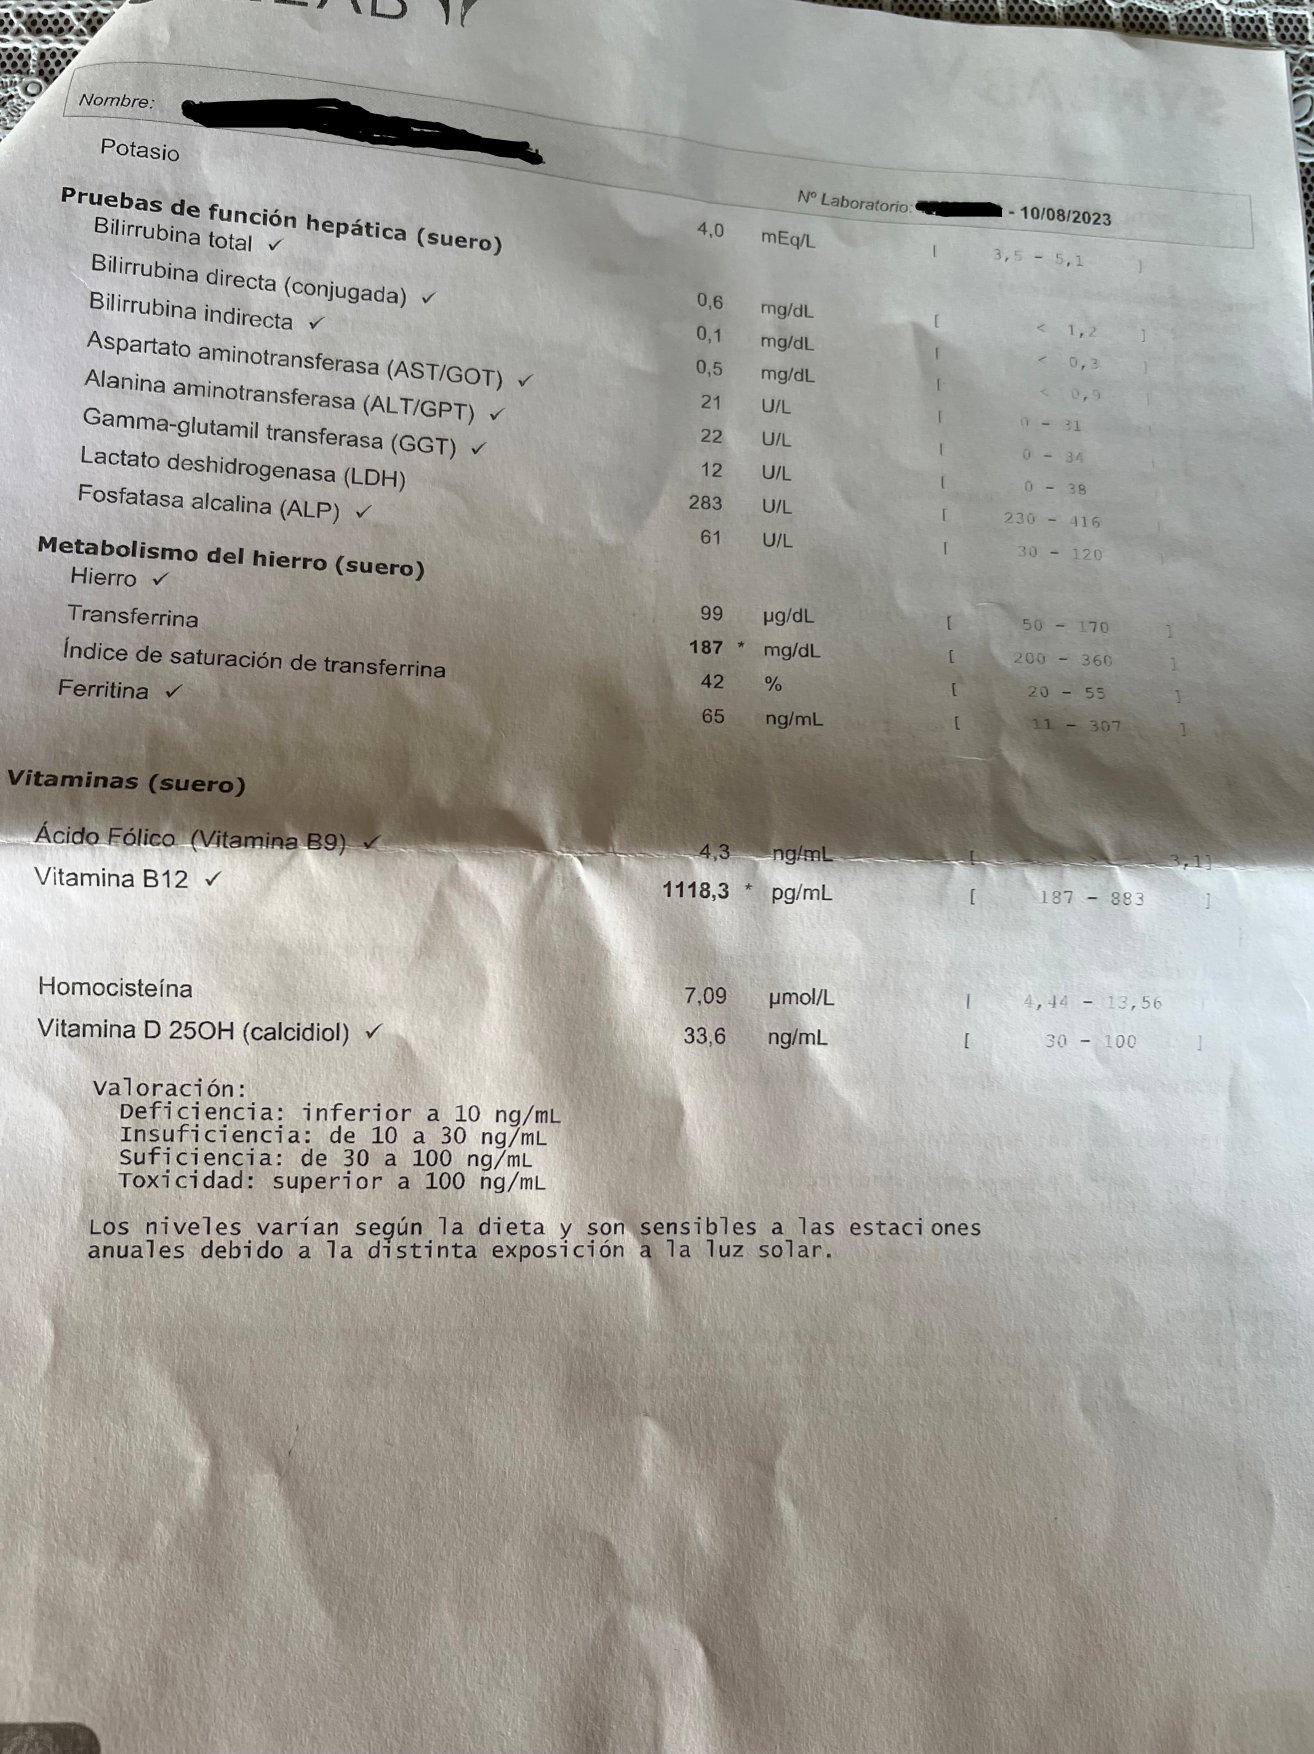 Nombre:
Nº Laboratorio: - 10/08/2023
Potasio 4,0 mEq/L [ 3,5 - 5,1 ]
Pruebas de función hepática (suero)
Bilirrubina total ✓ 0,6 mg/dL [ < 1,2 ]
Bilirrubina directa (conjugada) ✓ 0,1 mg/dL [ < 0,3 ]
Bilirrubina indirecta ✓ 0,5 mg/dL [ < 0,9 ]
Aspartato aminotransferasa (AST/GOT) ✓ 21 U/L [ 0 - 31 ]
Alanina aminotransferasa (ALT/GPT) ✓ 22 U/L [ 0 - 34 ]
Gamma-glutamil transferasa (GGT) ✓ 12 U/L [ 0 - 38 ]
Lactato deshidrogenasa (LDH) 283 U/L [ 230 - 416 ]
Fosfatasa alcalina (ALP) ✓ 61 U/L [ 30 - 120 ]
Metabolismo del hierro (suero)
Hierro ✓ 99 µg/dL [ 50 - 170 ]
Transferrina 187 * mg/dL [ 200 - 360 ]
Índice de saturación de transferrina 42 % [ 20 - 55 ]
Ferritina ✓ 65 ng/mL [ 11 - 307 ]
Vitaminas (suero)
Ácido Fólico (Vitamina B9) ✓ 4,3 ng/mL [ 3,1]
Vitamina B12 ✓ 1118,3 * pg/mL [ 187 - 883 ]
Homocisteína 7,09 µmol/L [ 4,44 - 13,56
Vitamina D 25OH (calcidiol) ✓ 33,6 ng/mL [ 30 - 100 ]
Valoración:
Deficiencia: inferior a 10 ng/mL
Insuficiencia: de 10 a 30 ng/mL
Suficiencia: de 30 a 100 ng/mL
Toxicidad: superior a 100 ng/mL
Los niveles varían según la dieta y son sensibles a las estaciones
anuales debido a la distinta exposición a la luz solar.